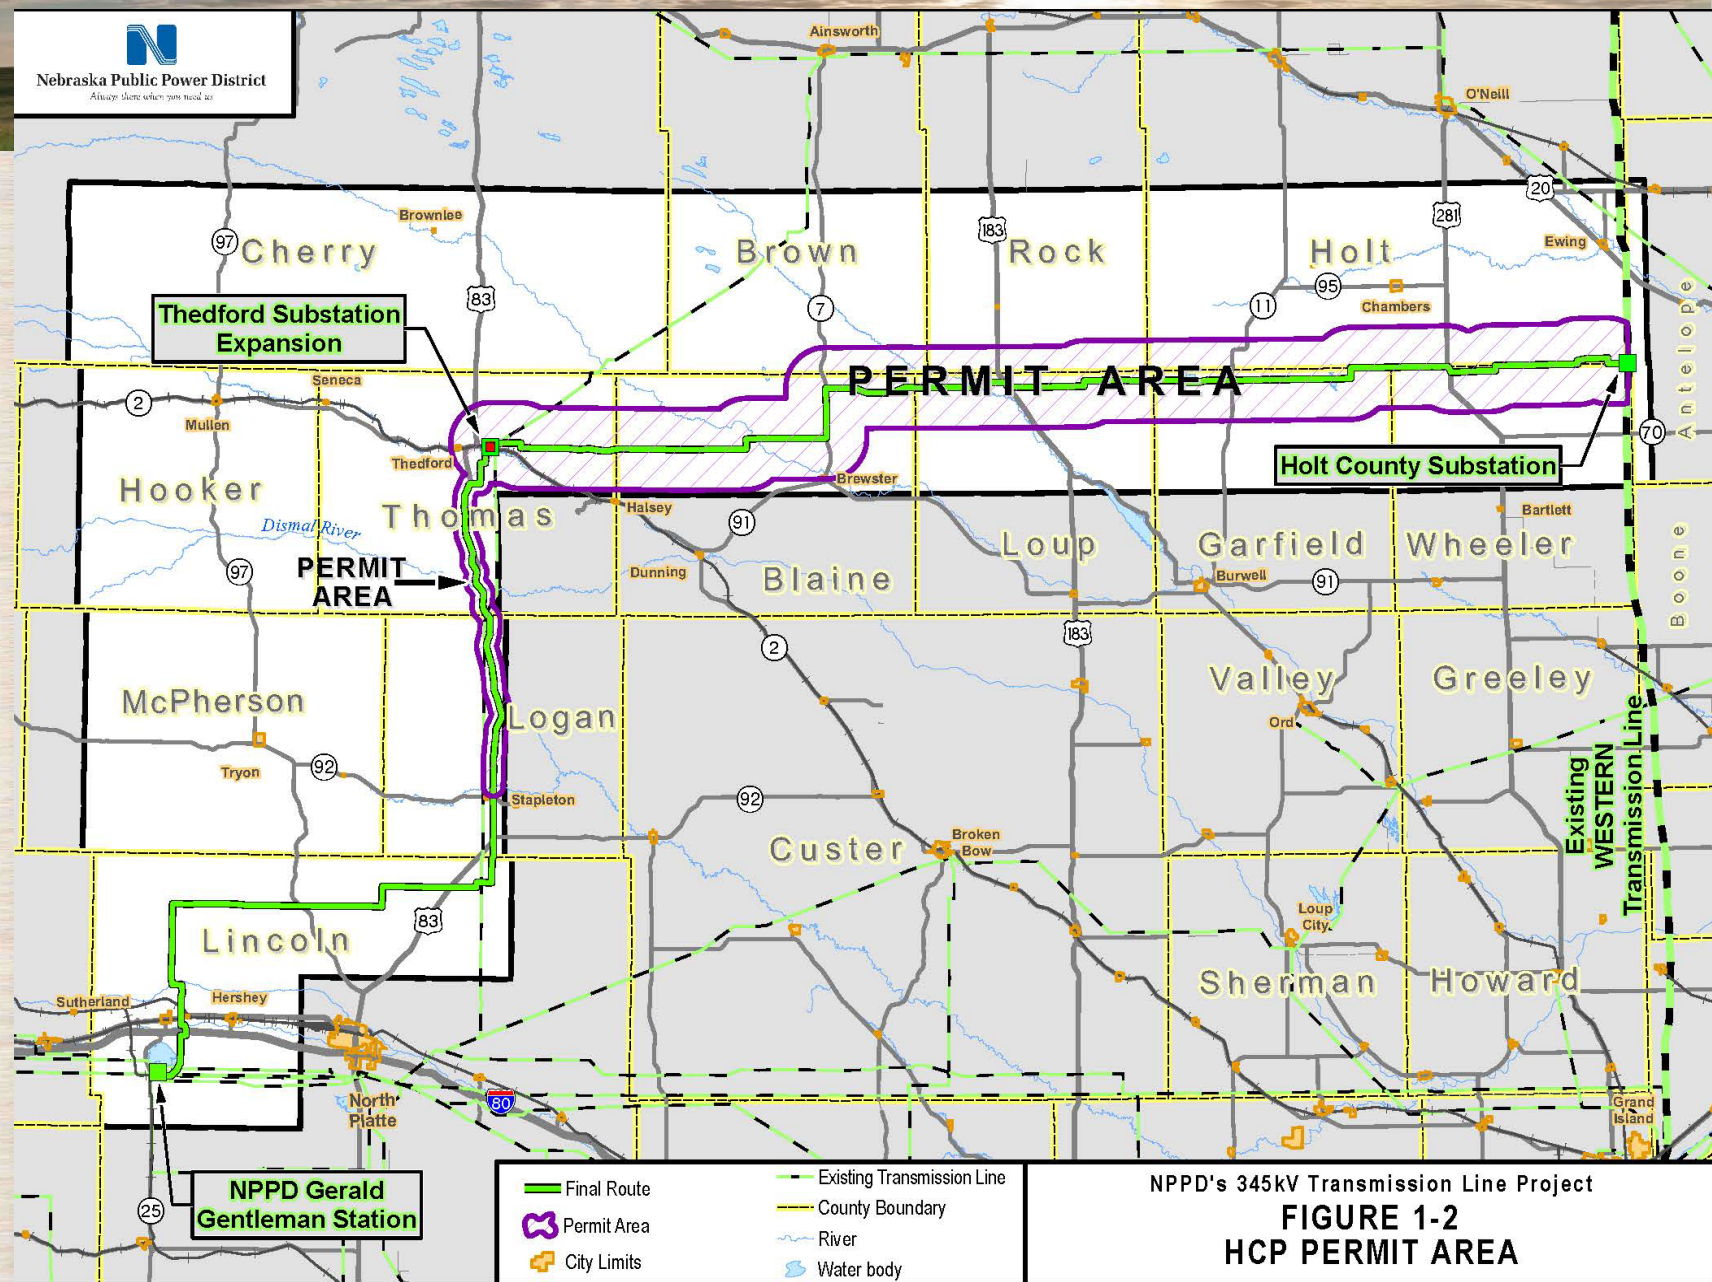 Nebraska Public Power District
Always there when you need us
Ainsworth
O'Neill
20
97
Cherry
Brownlee
183
281
Brown
Rock
Holt
Ewing
83
Thedford Substation
Expansion
7
11
95
Chambers
Antelope
PERMIT AREA
2
Seneca
Mullen
Thedford
70
Holt County Substation
Brewster
Hooker
Thomas
Halsey
91
Bartlett
Dismal River
Loup
Garfield
Wheeler
Boone
97
PERMIT
AREA
Dunning
Blaine
Burwell
91
2
183
McPherson
Logan
Valley
Greeley
Ord
Tryon
92
Stapleton
92
Existing
WESTERN
Transmission Line
Custer
Broken
Bow
83
Lincoln
Loup
City
Sherman
Howard
Sutherland
Hershey
North
Platte
80
Grand
Island
NPPD Gerald
Gentleman Station
25
Final Route
Permit Area
City Limits
Existing Transmission Line
County Boundary
River
Water body
NPPD's 345kV Transmission Line Project
FIGURE 1-2
HCP PERMIT AREA